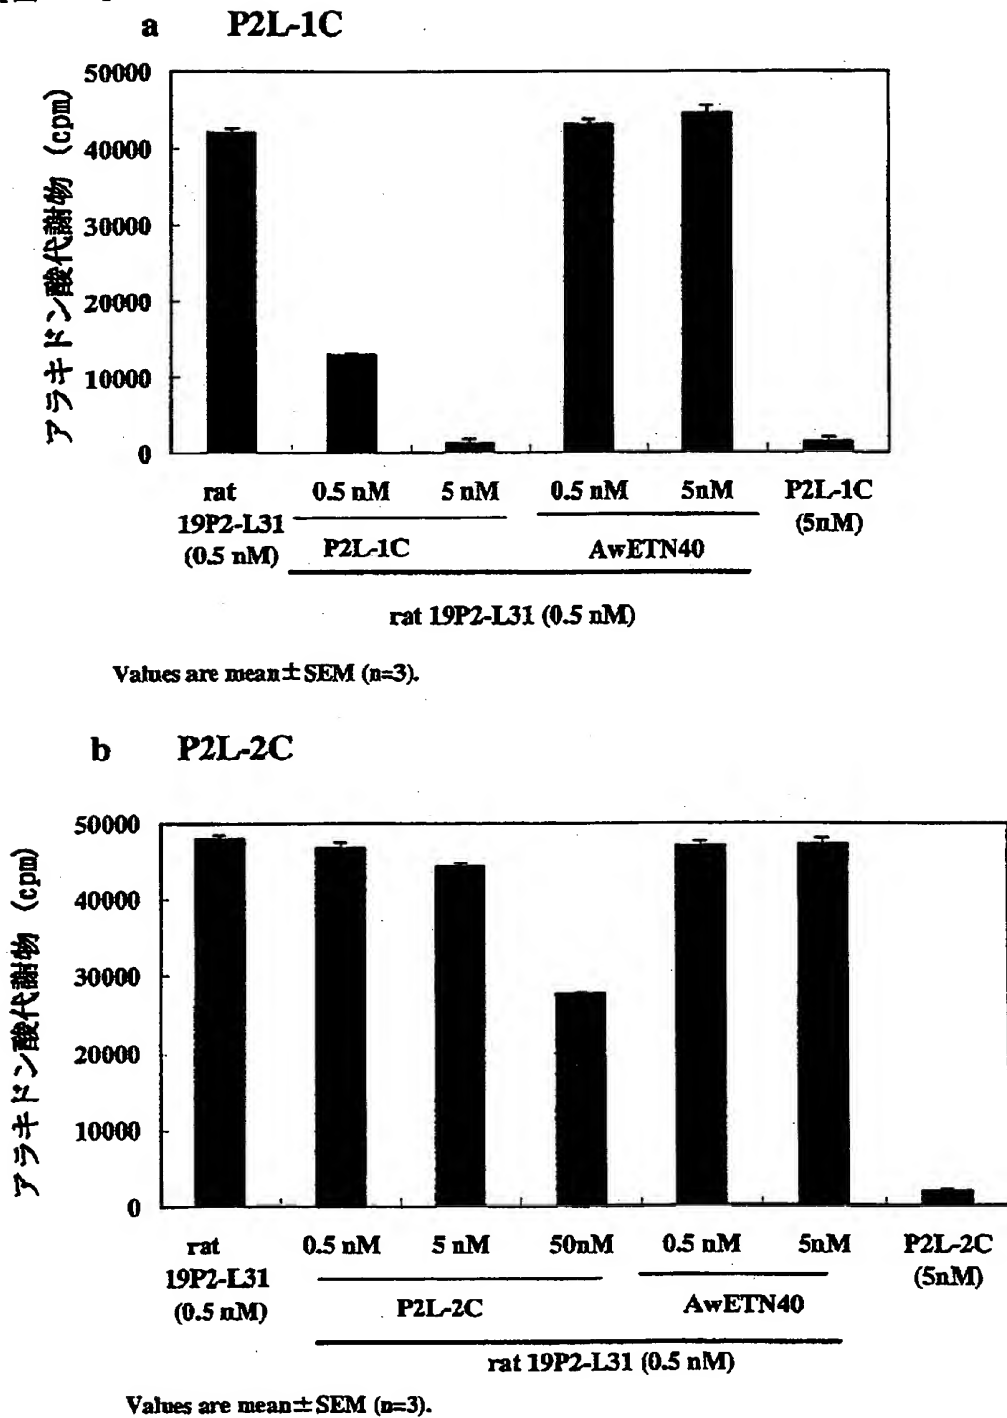 a P2L-1C
アラキドン酸代謝物 (cpm)
50000
40000
30000
20000
10000
0
rat 0.5 nM 5 nM 0.5 nM 5nM P2L-1C
19P2-L31 (5nM)
(0.5 nM) P2L-1C AwETN40
rat 19P2-L31 (0.5 nM)
Values are mean±SEM (n=3).
b P2L-2C
アラキドン酸代謝物 (cpm)
50000
40000
30000
20000
10000
0
rat 0.5 nM 5 nM 50nM 0.5 nM 5nM P2L-2C
19P2-L31 (5nM)
(0.5 nM) P2L-2C AwETN40
rat 19P2-L31 (0.5 nM)
Values are mean±SEM (n=3).